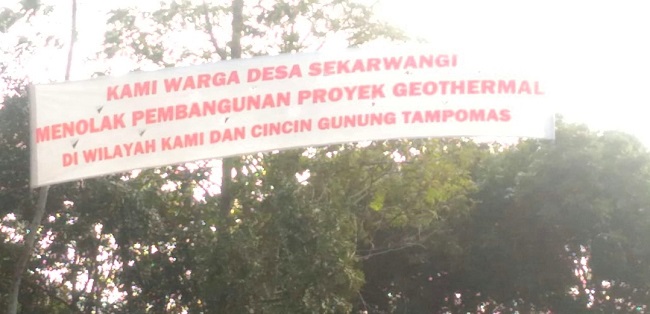 KAMI WARGA DESA SEKARWANGI
MENOLAK PEMBANGUNAN PROYEK GEOTHERMAL
DI WILAYAH KAMI DAN CINCIN GUNUNG TAMPOMAS